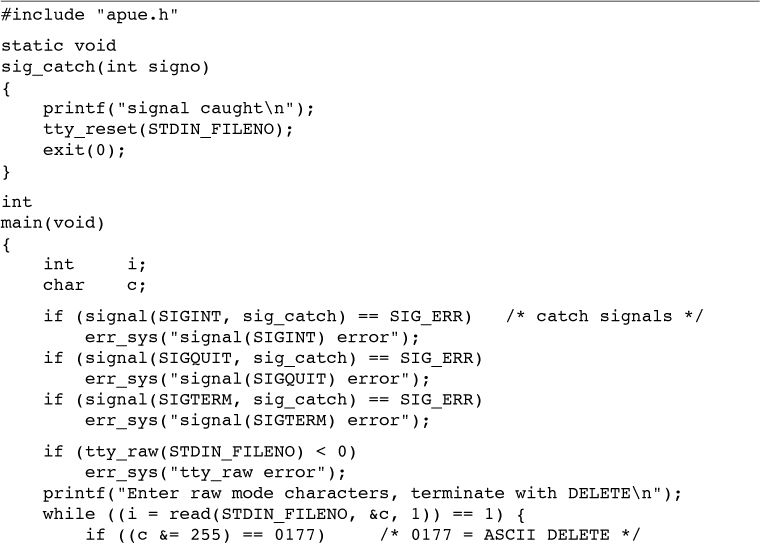 #include "apue.h"
static void
sig_catch(int signo)
{
    printf("signal caught\n");
    tty_reset(STDIN_FILENO);
    exit(0);
}
int
main(void)
{
    int     i;
    char    c;
    if (signal(SIGINT, sig_catch) == SIG_ERR)   /* catch signals */
        err_sys("signal(SIGINT) error");
    if (signal(SIGQUIT, sig_catch) == SIG_ERR)
        err_sys("signal(SIGQUIT) error");
    if (signal(SIGTERM, sig_catch) == SIG_ERR)
        err_sys("signal(SIGTERM) error");
    if (tty_raw(STDIN_FILENO) < 0)
        err_sys("tty_raw error");
    printf("Enter raw mode characters, terminate with DELETE\n");
    while ((i = read(STDIN_FILENO, &c, 1)) == 1) {
        if ((c &= 255) == 0177)     /* 0177 = ASCII DELETE */